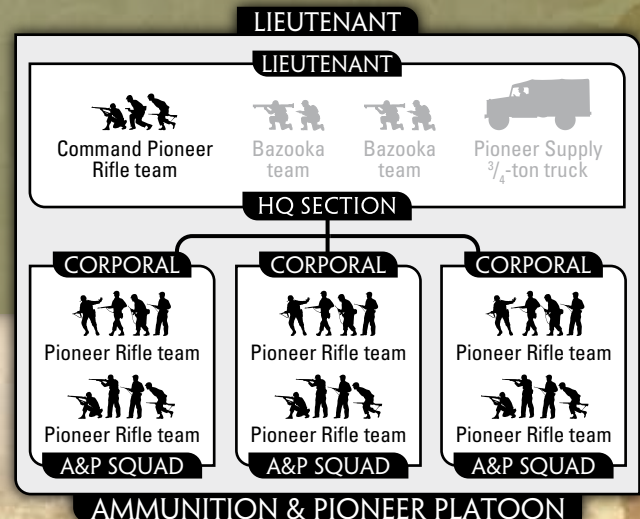 LIEUTENANT
LIEUTENANT
Command Pioneer
Rifle team
Bazooka
team
Bazooka
team
Pioneer Supply
3/4-ton truck
HQ SECTION
CORPORAL
Pioneer Rifle team
Pioneer Rifle team
A&P SQUAD
CORPORAL
Pioneer Rifle team
Pioneer Rifle team
A&P SQUAD
CORPORAL
Pioneer Rifle team
Pioneer Rifle team
A&P SQUAD
AMMUNITION & PIONEER PLATOON